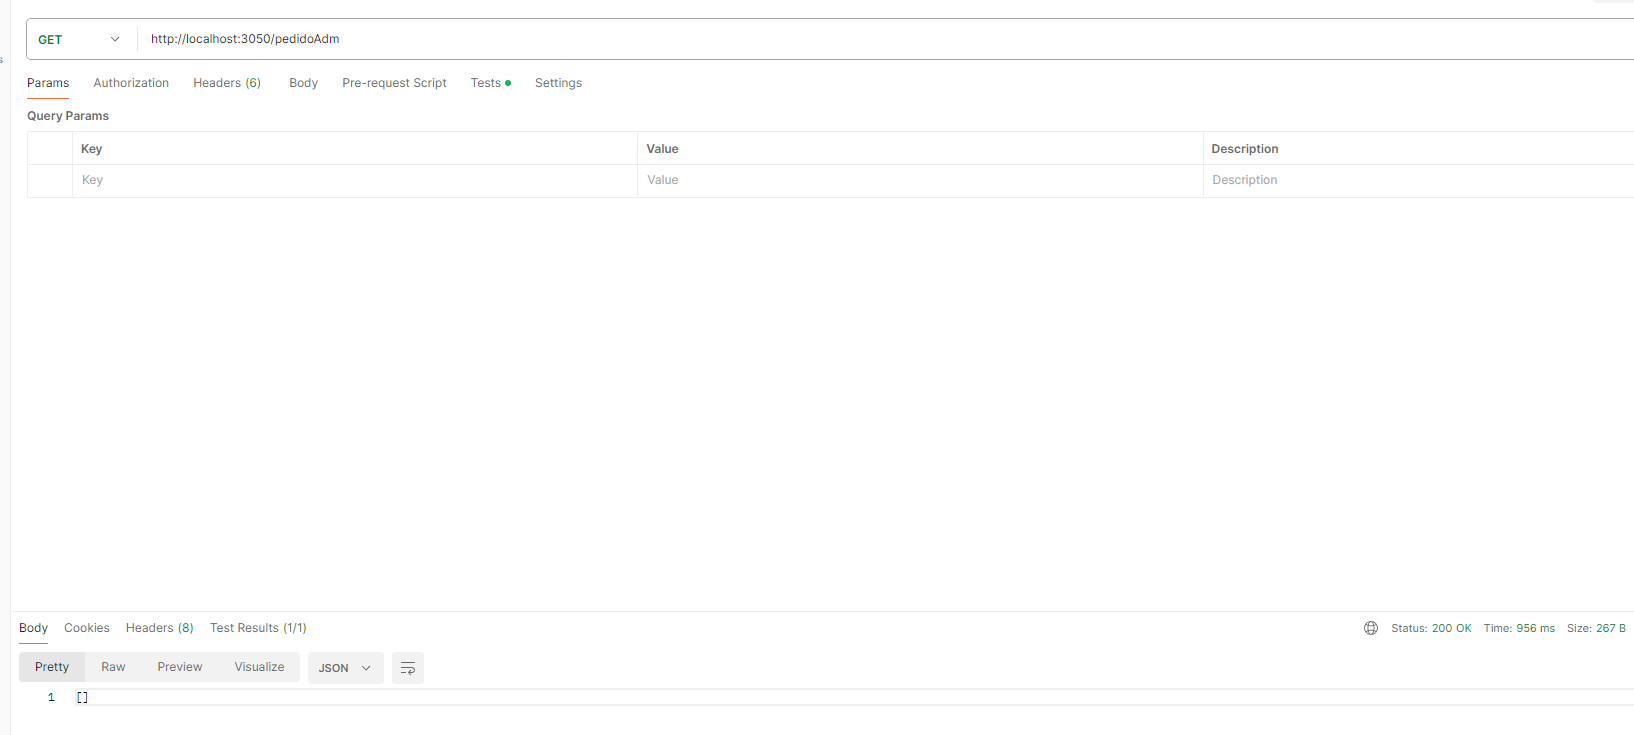 GET http://localhost:3050/pedidoAdm
s
Params Authorization Headers (6) Body Pre-request Script Tests Settings
Query Params
Key Value Description
Key Value Description
Body Cookies Headers (8) Test Results (1/1) Status: 200 OK Time: 956 ms Size: 267 B
Pretty Raw Preview Visualize JSON
1 []